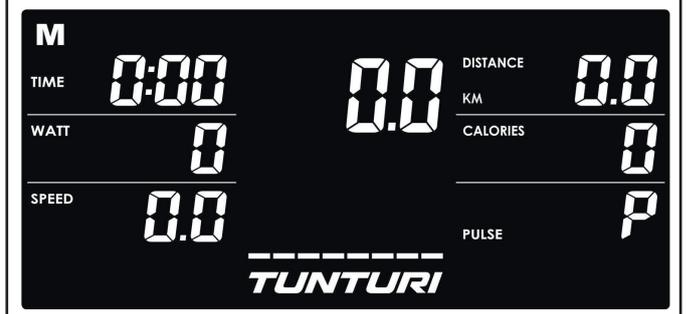 M
TIME 0:00
WATT 0
SPEED 0.0
0.0
DISTANCE
KM 0.0
CALORIES 0
PULSE P
TUNTURI